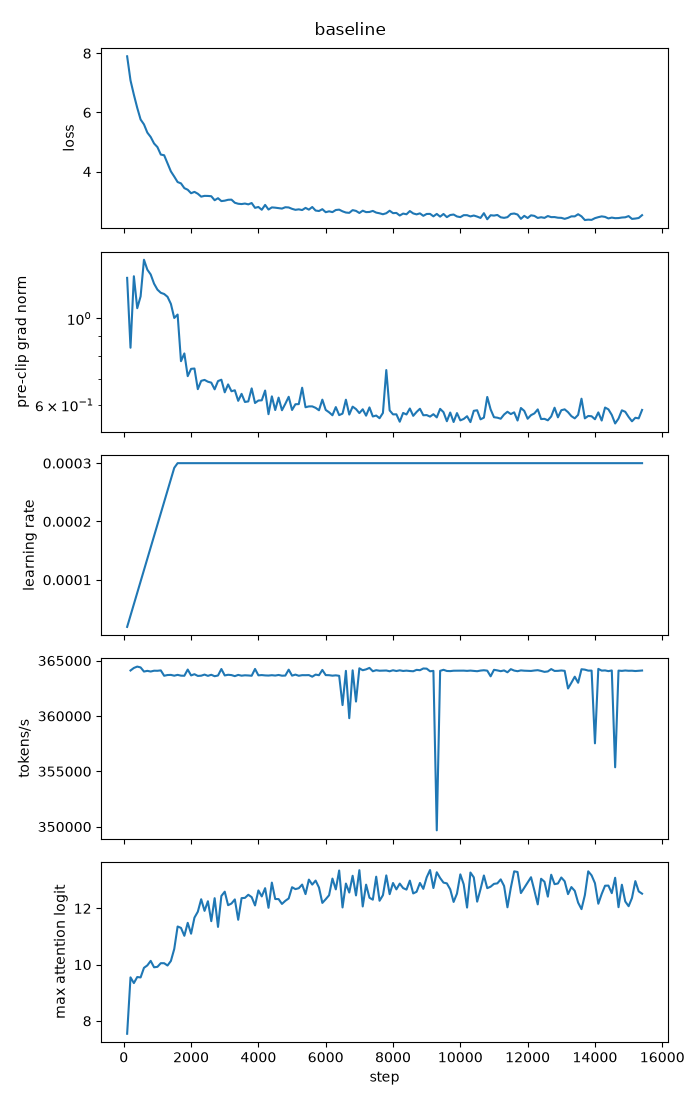 baseline
8
6
4
loss
10⁰
6 × 10⁻¹
pre-clip grad norm
0.0003
0.0002
0.0001
learning rate
365000
360000
355000
350000
tokens/s
12
10
8
max attention logit
0 2000 4000 6000 8000 10000 12000 14000 16000
step